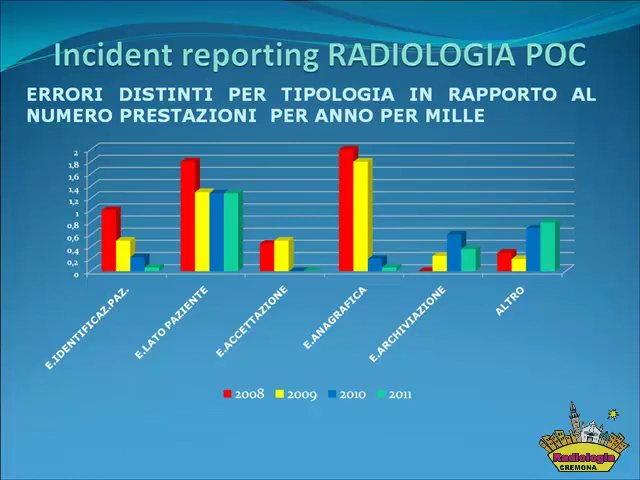 Incident reporting RADIOLOGIA POC
ERRORI DISTINTI PER TIPOLOGIA IN RAPPORTO AL
NUMERO PRESTAZIONI PER ANNO PER MILLE
2
1,8
1,6
1,4
1,2
1
0,8
0,6
0,4
0,2
0
E.IDENTIFICAZ.PAZ.
E.LATO PAZIENTE
E.ACCETTAZIONE
E.ANAGRAFICA
E.ARCHIVIAZIONE
ALTRO
2008 2009 2010 2011
Radiologia
CREMONA